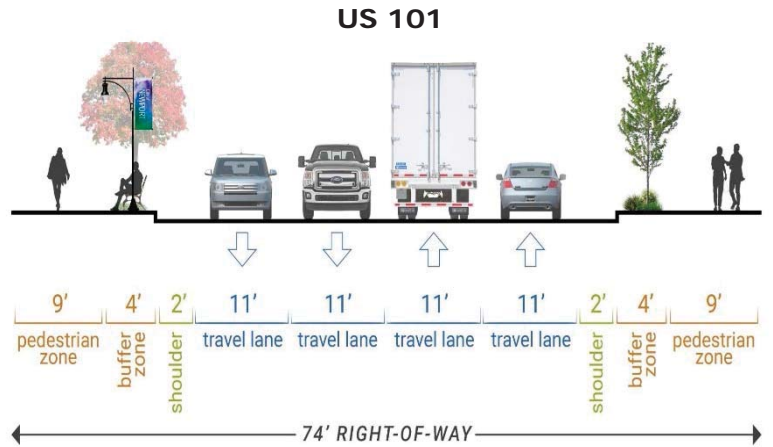 US 101
NEWPORT
9’ 4’ 2’ 11’ 11’ 11’ 11’ 2’ 4’ 9’
pedestrian zone
buffer zone
shoulder
travel lane
travel lane
travel lane
travel lane
shoulder
buffer zone
pedestrian zone
74’ RIGHT-OF-WAY